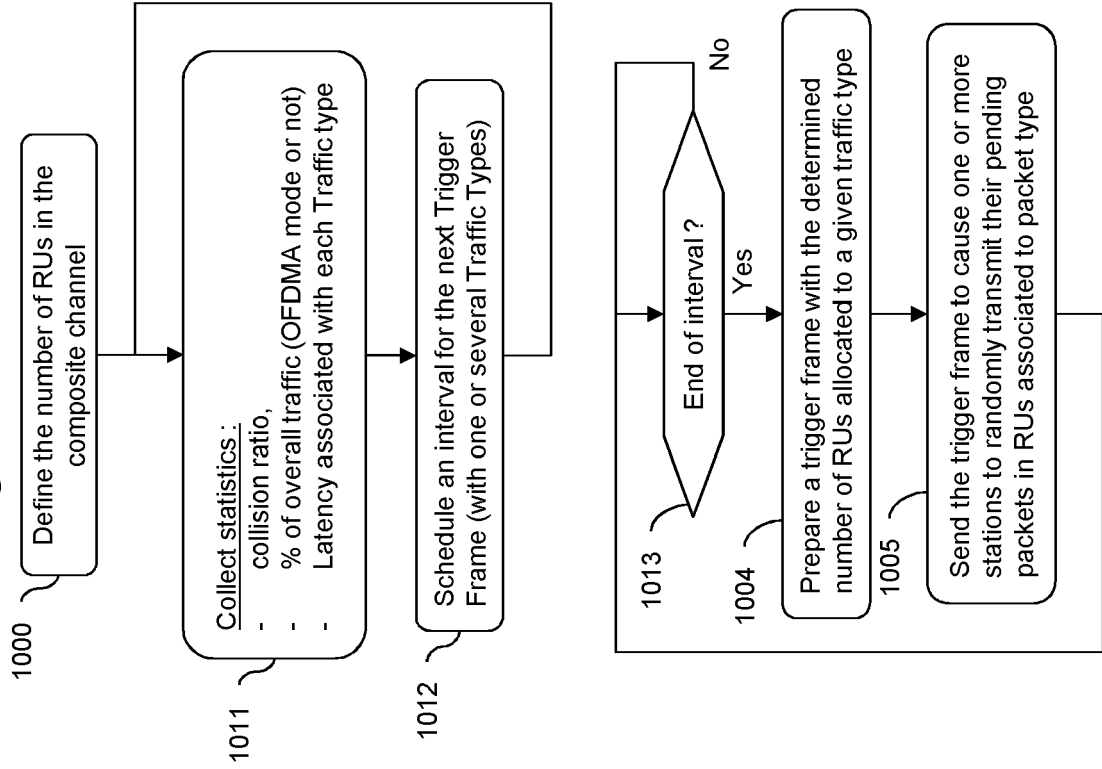 1000
Define the number of RUs in the
composite channel
1011
Collect statistics :
- collision ratio,
- % of overall traffic (OFDMA mode or not)
- Latency associated with each Traffic type
1012
Schedule an interval for the next Trigger
Frame (with one or several Traffic Types)
1013
End of interval ?
No
Yes
1004
Prepare a trigger frame with the determined
number of RUs allocated to a given traffic type
1005
Send the trigger frame to cause one or more
stations to randomly transmit their pending
packets in RUs associated to packet type